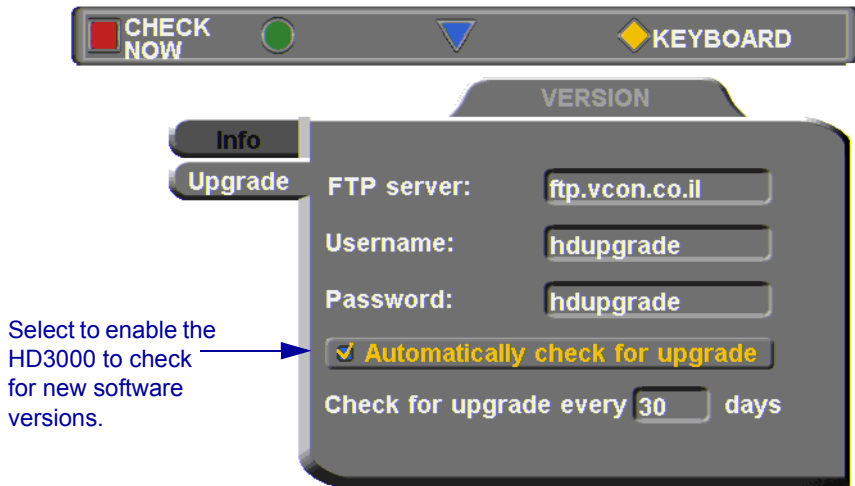 CHECK
NOW
KEYBOARD
VERSION
Info
Upgrade
FTP server: ftp.vcon.co.il
Username: hdupgrade
Password: hdupgrade
Automatically check for upgrade
Check for upgrade every 30 days
Select to enable the
HD3000 to check
for new software
versions.